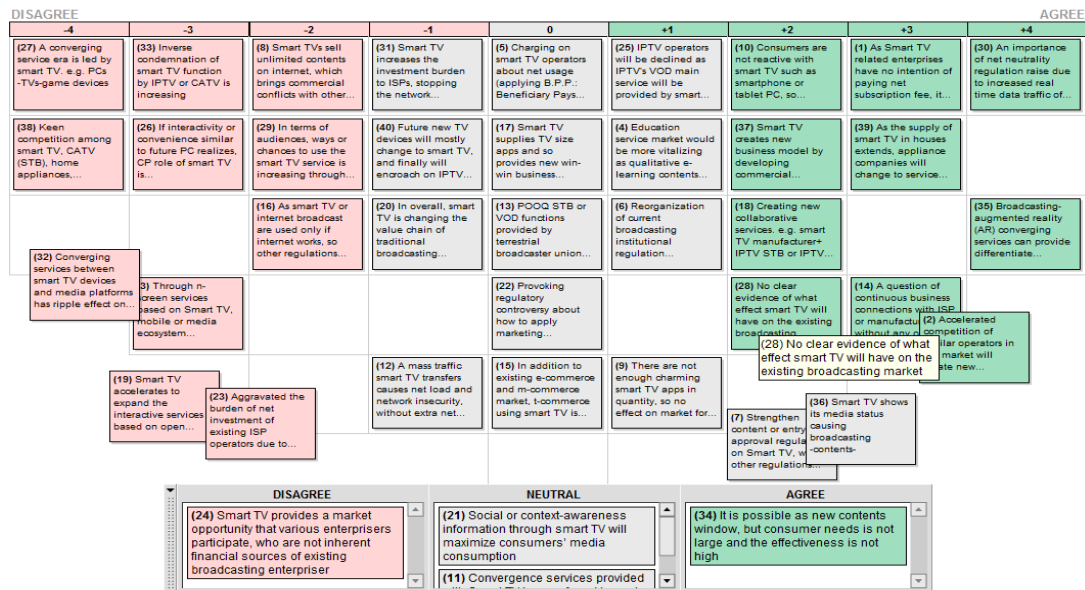 DISAGREE AGREE
-4 -3 -2 -1 0 +1 +2 +3 +4
(27) A converging
service era is led by
smart TV. e.g. PCs
-TVs-game devices
(33) Inverse
condemnation of
smart TV function
by IPTV or CATV is
increasing
(8) Smart TVs sell
unlimited contents
on internet, which
brings commercial
conflicts with other...
(31) Smart TV
increases the
investment burden
to ISPs, stopping
the network...
(5) Charging on
smart TV operators
about net usage
(applying B.P.P.:
Beneficiary Pays...
(25) IPTV operators
will be declined as
IPTV's VOD main
service will be
provided by smart...
(10) Consumers are
not reactive with
smart TV such as
smartphone or
tablet PC, so...
(1) As Smart TV
related enterprises
have no intention of
paying net
subscription fee, it...
(30) An importance
of net neutrality
regulation raise due
to increased real
time data traffic of...
(38) Keen
competition among
smart TV, CATV
(STB), home
appliances,...
(26) If interactivity or
convenience similar
to future PC realizes,
CP role of smart TV
is...
(29) In terms of
audiences, ways or
chances to use the
smart TV service is
increasing through...
(40) Future new TV
devices will mostly
change to smart TV,
and finally will
encroach on IPTV...
(17) Smart TV
supplies TV size
apps and so
provides new win-
win business...
(4) Education
service market would
be more vitalizing
as qualitative e-
learning contents...
(37) Smart TV
creates new
business model by
developing
commercial...
(39) As the supply of
smart TV in houses
extends, appliance
companies will
change to service...
(16) As smart TV or
internet broadcast
are used only if
internet works, so
other regulations...
(20) In overall, smart
TV is changing the
value chain of
traditional
broadcasting...
(13) POOQ STB or
VOD functions
provided by
terrestrial
broadcaster union...
(6) Reorganization
of current
broadcasting
institutional
regulation...
(18) Creating new
collaborative
services. e.g. smart
TV manufacturer+
IPTV STB or IPTV...
(35) Broadcasting-
augmented reality
(AR) converging
services can provide
differentiate...
(32) Converging
services between
smart TV devices
and media platforms
has ripple effect on...
3) Through n-
screen services
based on Smart TV,
mobile or media
ecosystem...
(22) Provoking
regulatory
controversy about
how to apply
marketing...
(28) No clear
evidence of what
effect smart TV will
have on the existing
broadcasting
(14) A question of
continuous business
connections with ISP
or manufactu
without any
(2) Accelerated
competition of
ilar operators in
market will
ate new...
(28) No clear evidence of what
effect smart TV will have on the
existing broadcasting market
(19) Smart TV
accelerates to
expand the
interactive services
based on open...
(23) Aggravated the
burden of net
investment of
existing ISP
operators due to...
(12) A mass traffic
smart TV transfers
causes net load and
network insecurity,
without extra net...
(15) In addition to
existing e-commerce
and m-commerce
market, t-commerce
using smart TV is...
(9) There are not
enough charming
smart TV apps in
quantity, so no
effect on market for...
(7) Strengthen
content or entry
approval regula
on Smart TV, w
other regulations...
(36) Smart TV shows
its media status
causing
broadcasting
-contents-
DISAGREE NEUTRAL AGREE
(24) Smart TV provides a market
opportunity that various enterprisers
participate, who are not inherent
financial sources of existing
broadcasting enterpriser
(21) Social or context-awareness
information through smart TV will
maximize consumers' media
consumption
(11) Convergence services provided
(34) It is possible as new contents
window, but consumer needs is not
large and the effectiveness is not
high